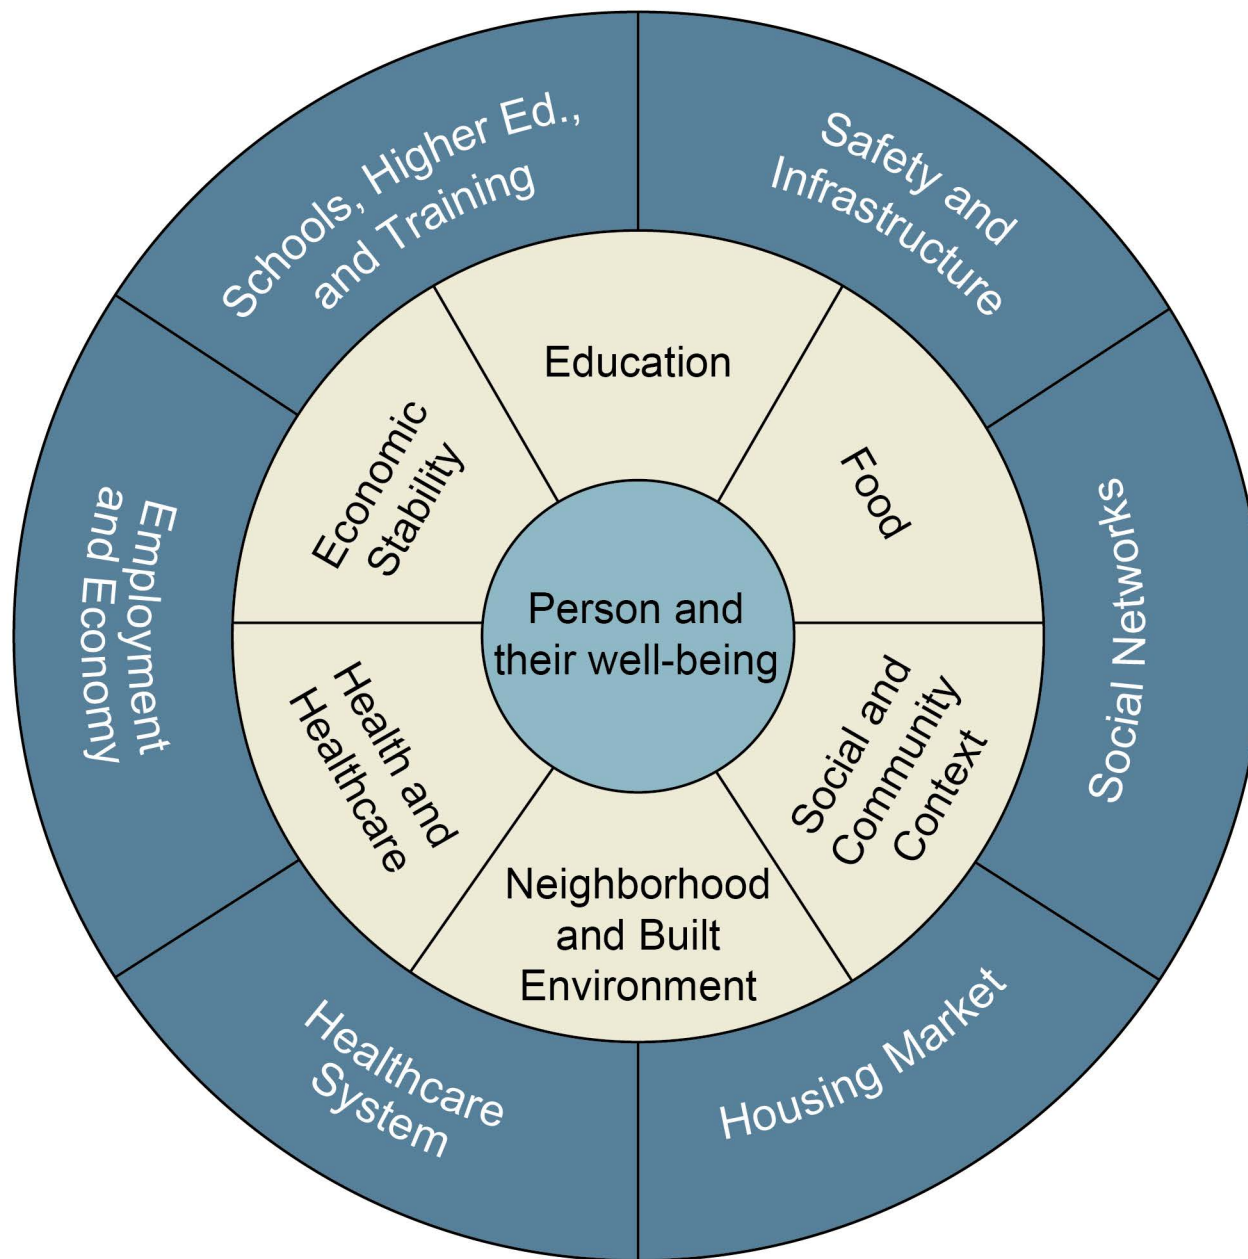 Schools, Higher Ed.,
and Training
Safety and
Infrastructure
Social Networks
Housing Market
Healthcare
System
Employment
and Economy
Education
Food
Social and
Community
Context
Neighborhood
and Built
Environment
Health and
Healthcare
Economic
Stability
Person and
their well-being